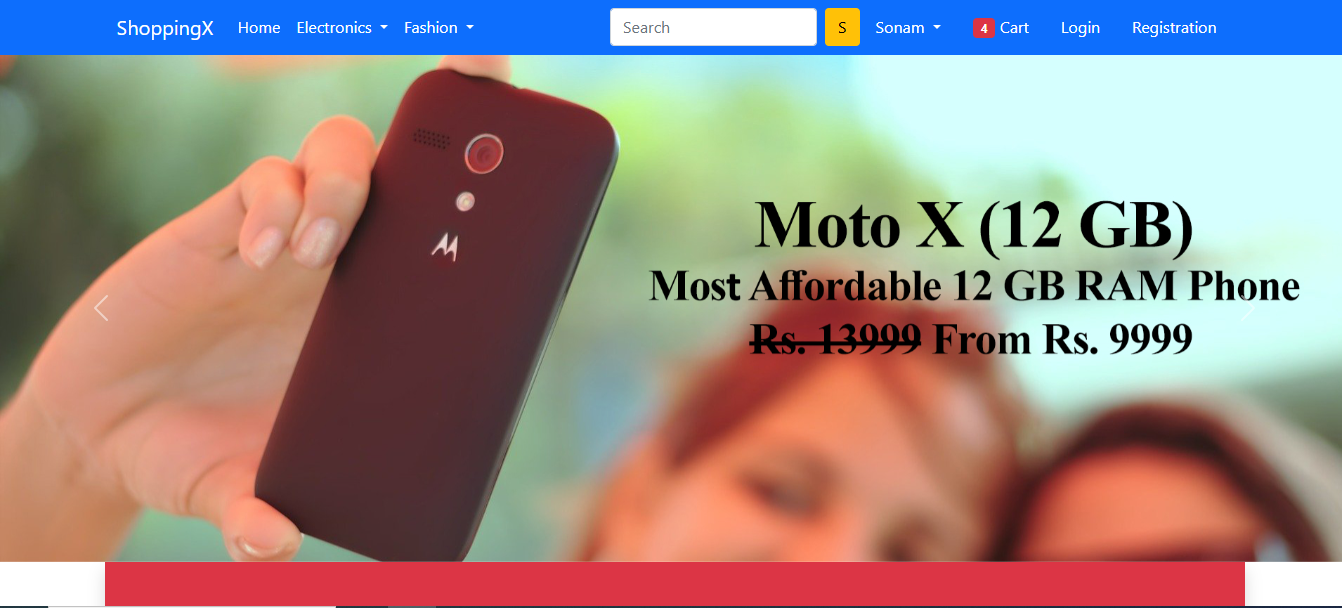 ShoppingX Home Electronics Fashion Search S Sonam 4 Cart Login Registration
Moto X (12 GB)
Most Affordable 12 GB RAM Phone
Rs. 13999 From Rs. 9999